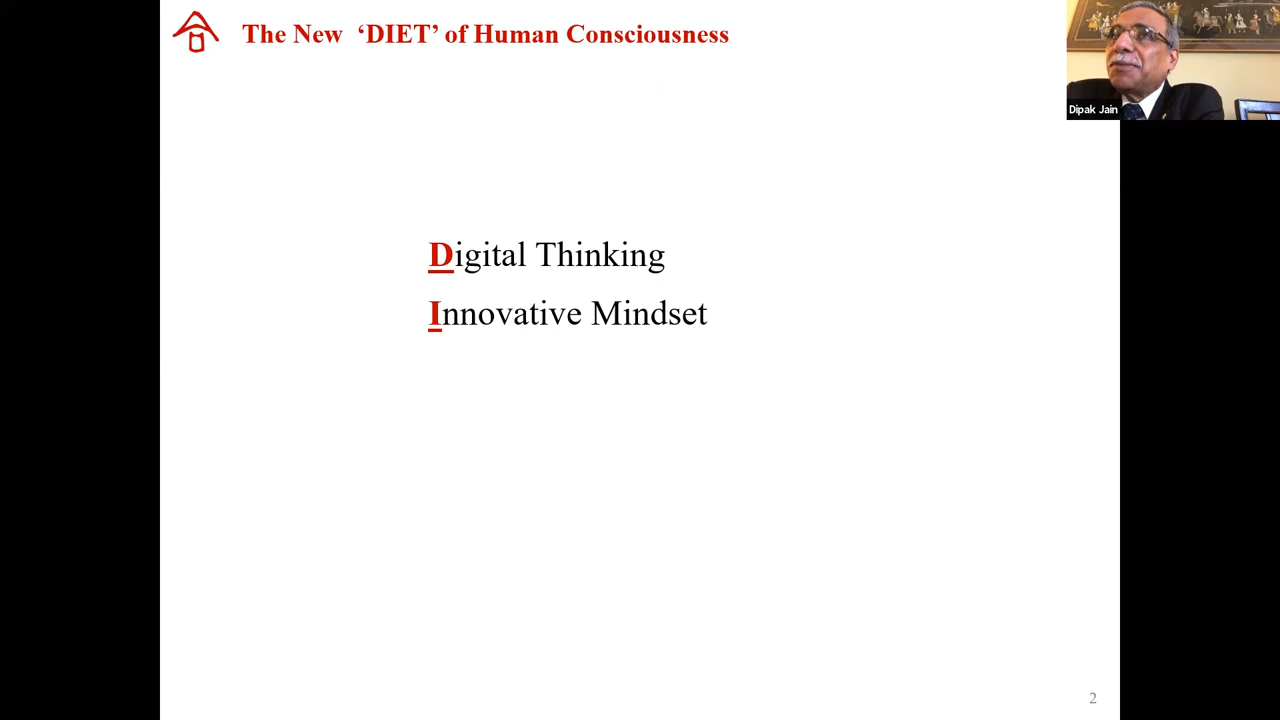 The New ‘DIET’ of Human Consciousness
Dipak Jain
Digital Thinking
Innovative Mindset
2